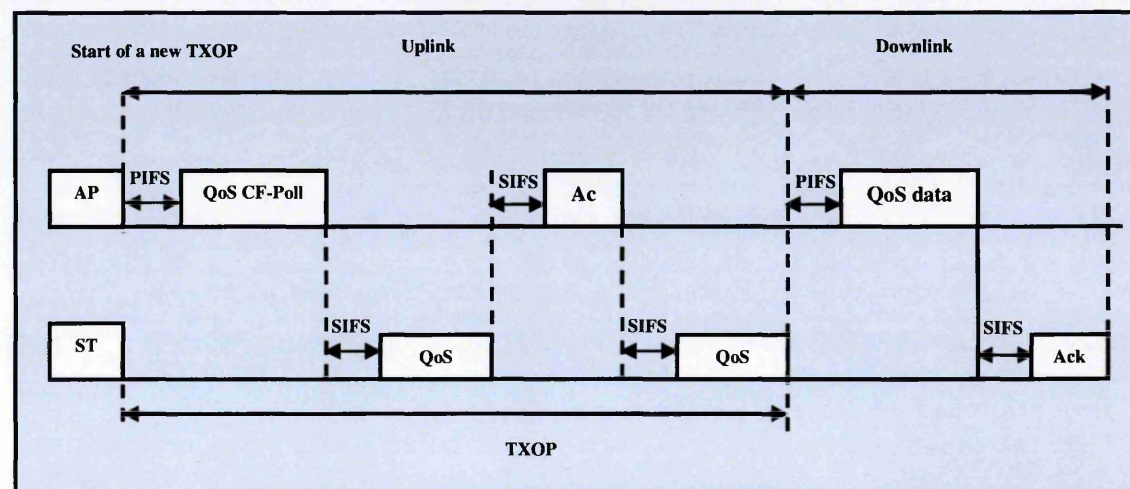 Start of a new TXOP
Uplink
Downlink
AP
PIFS
QoS CF-Poll
SIFS
Ac
PIFS
QoS data
ST
SIFS
QoS
SIFS
QoS
SIFS
Ack
TXOP